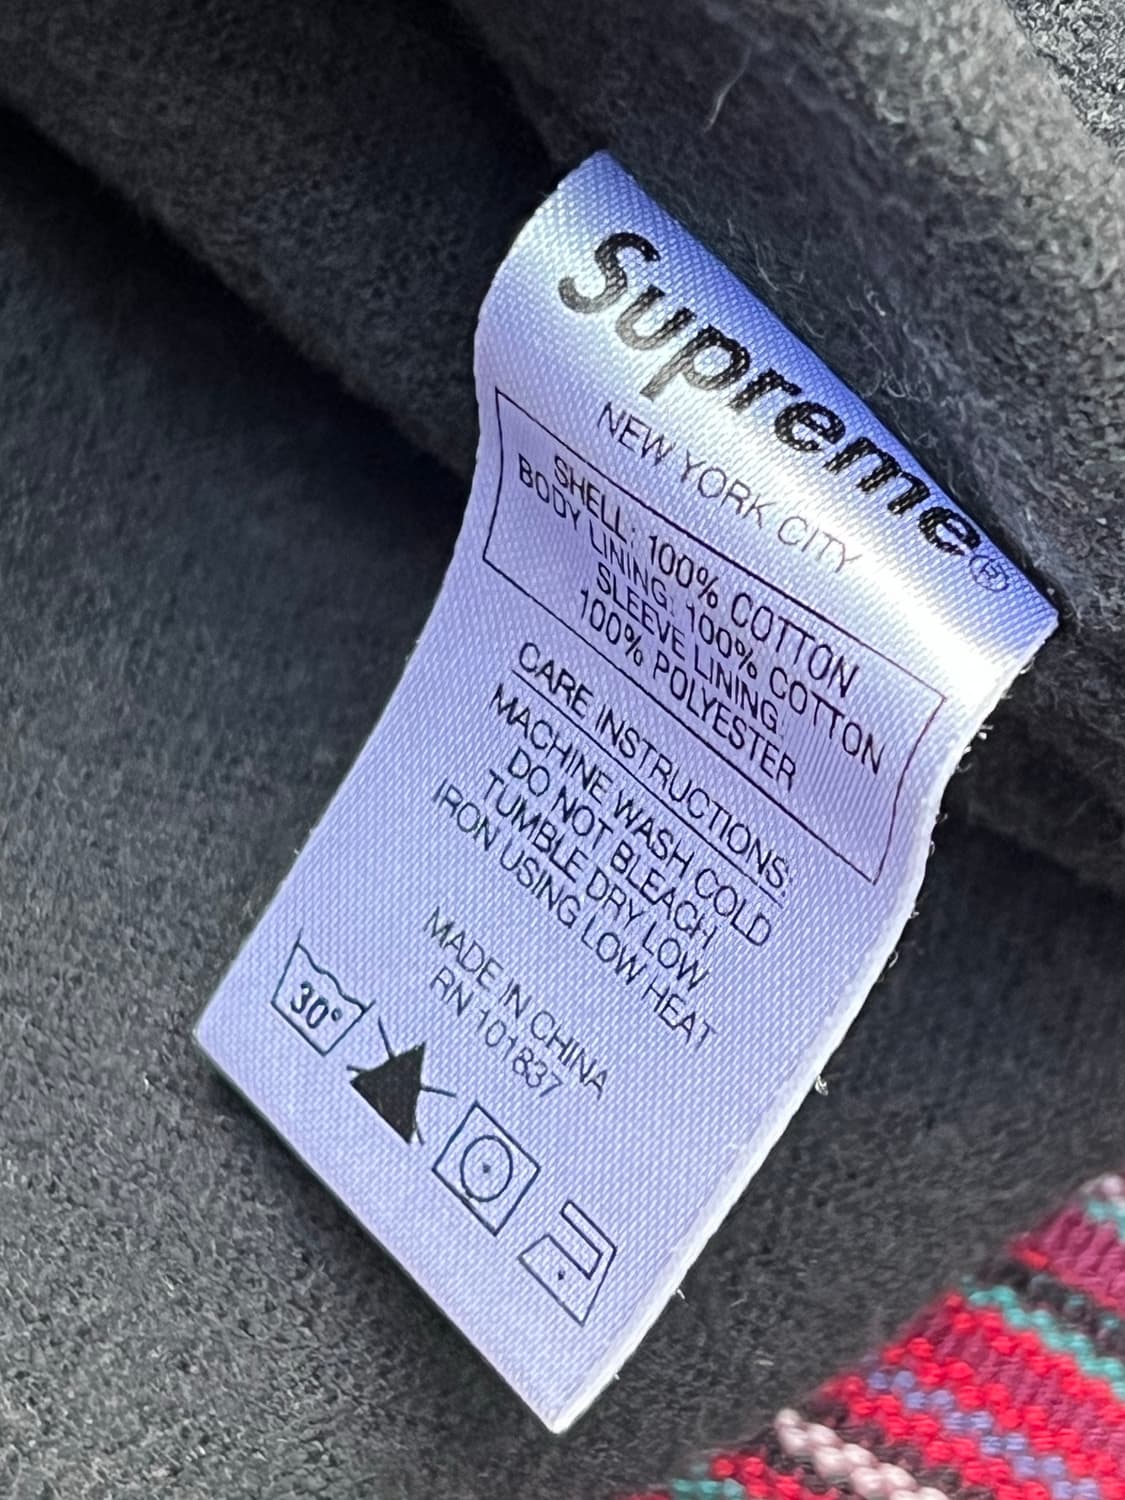 Supreme®
NEW YORK CITY
SHELL: 100% COTTON
BODY LINING: 100% COTTON
SLEEVE LINING:
100% POLYESTER
CARE INSTRUCTIONS:
MACHINE WASH COLD
DO NOT BLEACH
TUMBLE DRY LOW
IRON USING LOW HEAT
MADE IN CHINA
RN 101837
30°